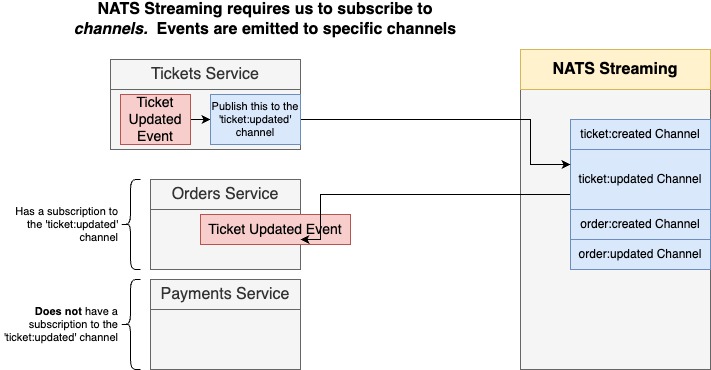 NATS Streaming requires us to subscribe to
channels.  Events are emitted to specific channels
Tickets Service
Ticket
Updated
Event
Publish this to the
'ticket:updated'
channel
NATS Streaming
ticket:created Channel
ticket:updated Channel
order:created Channel
order:updated Channel
Has a subscription to
the 'ticket:updated'
channel
Orders Service
Ticket Updated Event
Does not have a
subscription to the
'ticket:updated' channel
Payments Service